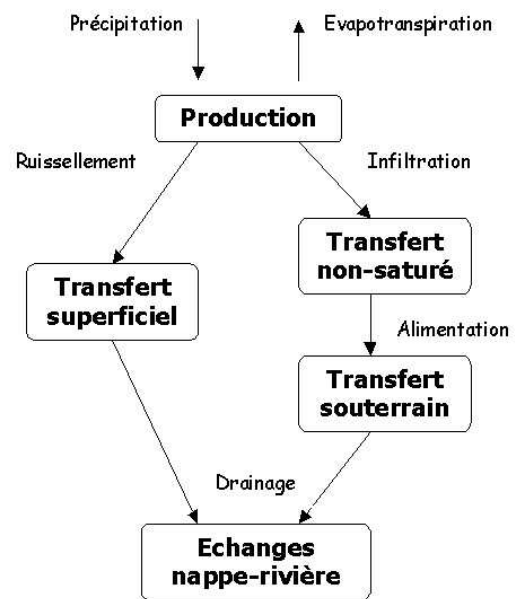 Précipitation
Evapotranspiration
Production
Ruissellement
Infiltration
Transfert
non-saturé
Transfert
superficiel
Alimentation
Transfert
souterrain
Drainage
Echanges
nappe-rivière